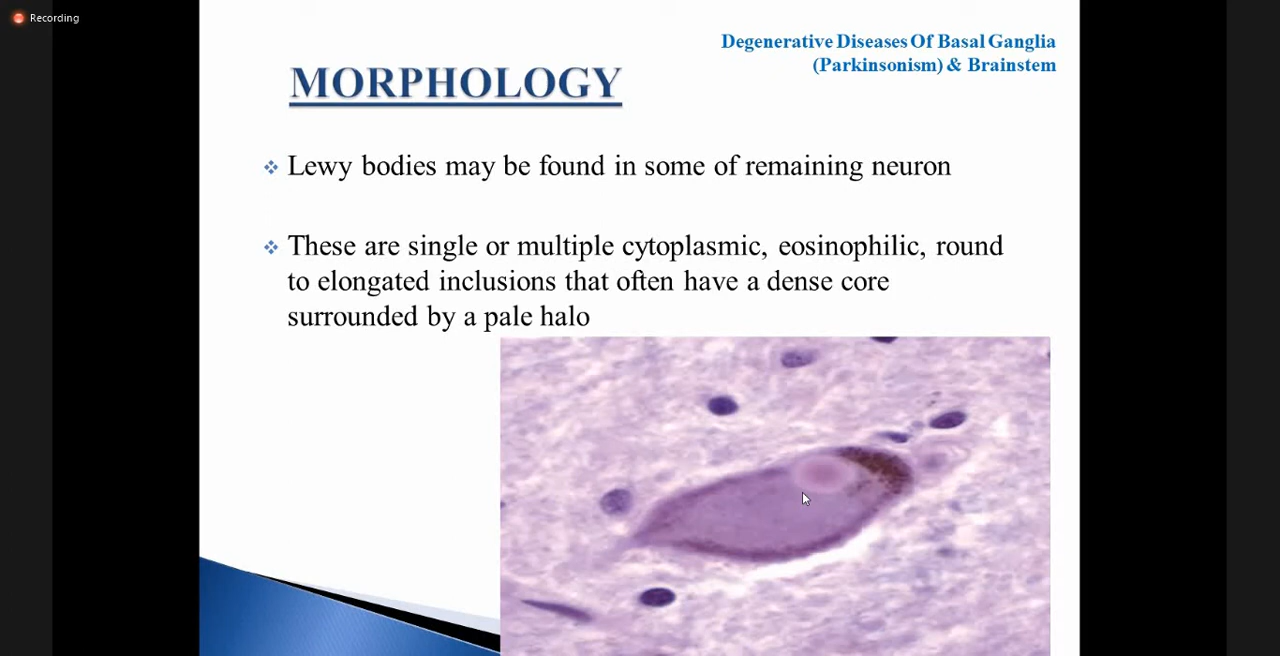 Recording
Degenerative Diseases Of Basal Ganglia
(Parkinsonism) & Brainstem
MORPHOLOGY
Lewy bodies may be found in some of remaining neuron
These are single or multiple cytoplasmic, eosinophilic, round
to elongated inclusions that often have a dense core
surrounded by a pale halo